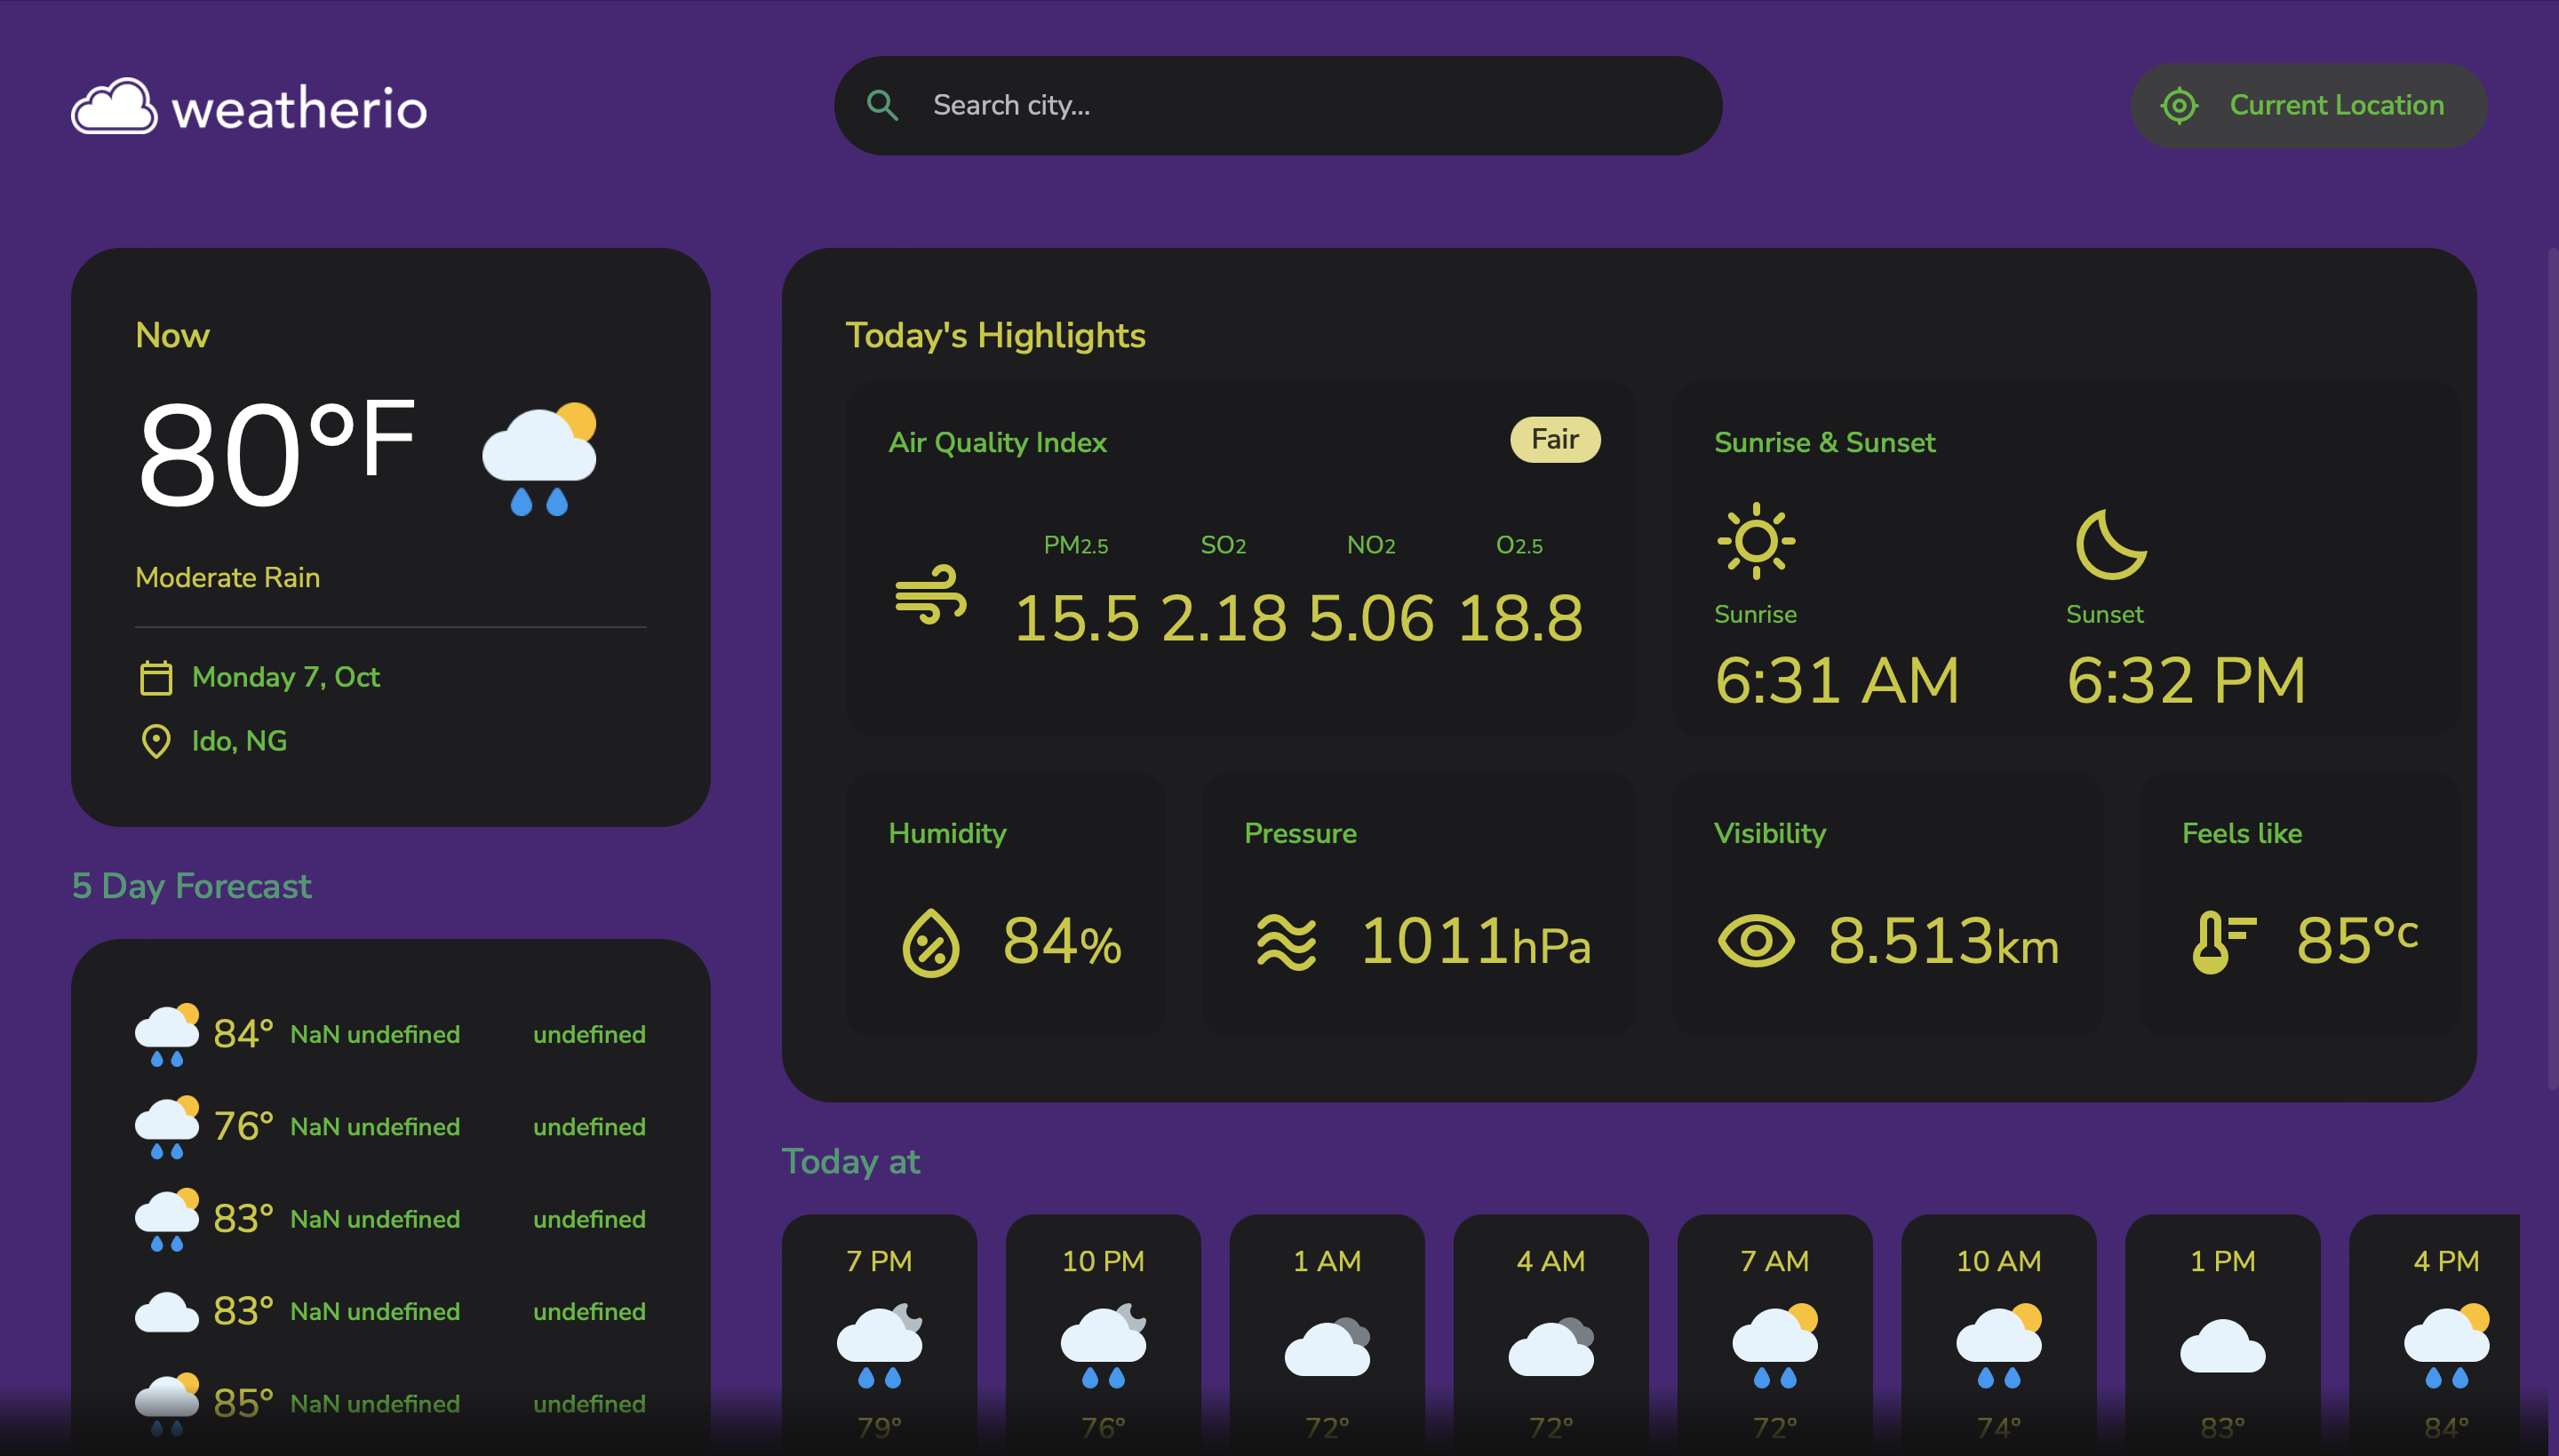 weatherio
Search city...
Current Location
Now
80°F
Moderate Rain
Monday 7, Oct
Ido, NG
5 Day Forecast
84° NaN undefined undefined
76° NaN undefined undefined
83° NaN undefined undefined
83° NaN undefined undefined
85° NaN undefined undefined
Today's Highlights
Air Quality Index
Fair
PM2.5 SO2 NO2 O2.5
15.5 2.18 5.06 18.8
Sunrise & Sunset
Sunrise
6:31 AM
Sunset
6:32 PM
Humidity
84%
Pressure
1011hPa
Visibility
8.513km
Feels like
85°c
Today at
7 PM 10 PM 1 AM 4 AM 7 AM 10 AM 1 PM 4 PM
79° 76° 72° 72° 72° 74° 83° 84°